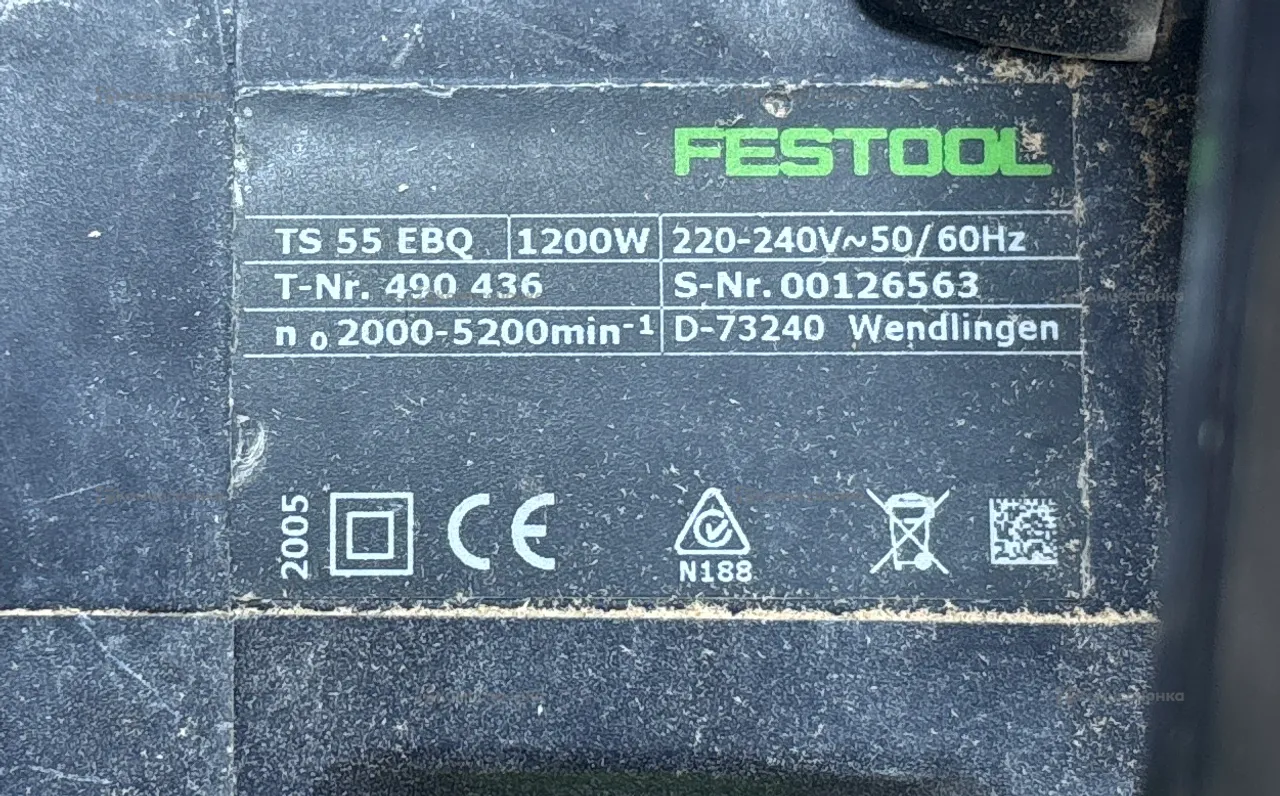 FESTOOL
TS 55 EBQ 1200W 220-240V~50/60Hz
T-Nr. 490 436 S-Nr. 00126563
n₀ 2000-5200min⁻¹ D-73240 Wendlingen
2005 CE
N188